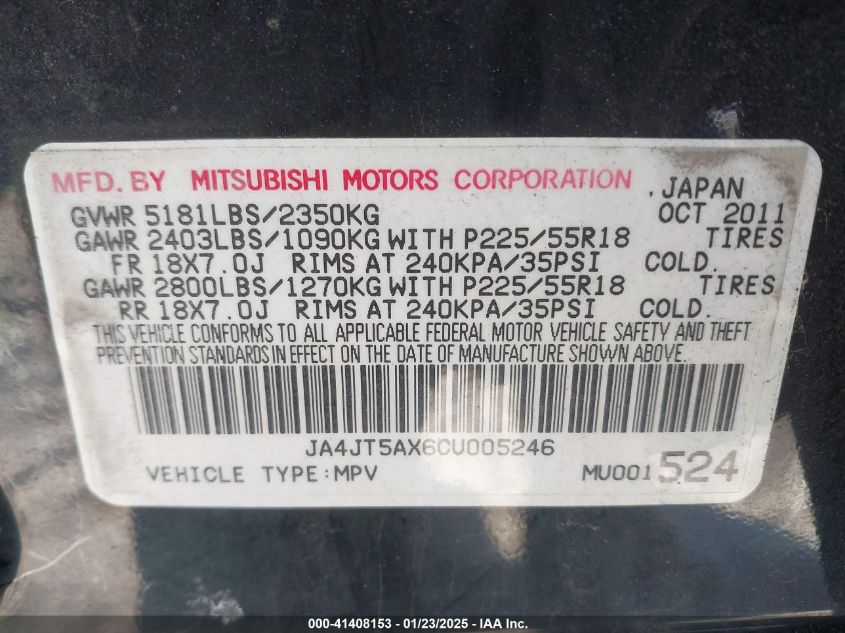 MFD. BY MITSUBISHI MOTORS CORPORATION , JAPAN
GVWR 5181LBS/2350KG OCT 2011
GAWR 2403LBS/1090KG WITH P225/55R18 TIRES
FR 18X7.0J RIMS AT 240KPA/35PSI COLD.
GAWR 2800LBS/1270KG WITH P225/55R18 TIRES
RR 18X7.0J RIMS AT 240KPA/35PSI COLD.
THIS VEHICLE CONFORMS TO ALL APPLICABLE FEDERAL MOTOR VEHICLE SAFETY AND THEFT
PREVENTION STANDARDS IN EFFECT ON THE DATE OF MANUFACTURE SHOWN ABOVE.
JA4JT5AX6CU005246
VEHICLE TYPE:MPV MU001524
000-41408153 - 01/23/2025 - IAA Inc.